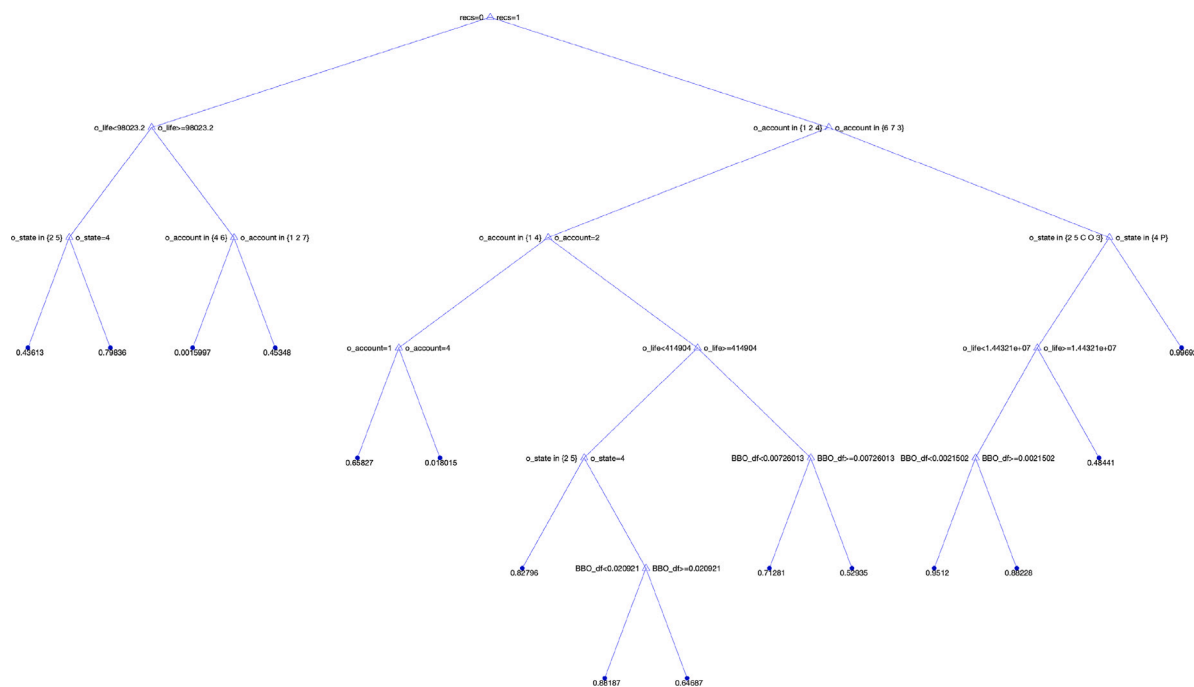 recs=0 recs=1
o_life<98023.2 o_life>=98023.2 o_account in {1 2 4} o_account in {6 7 3}
o_state in {2 5} o_state=4 o_account in {4 6} o_account in {1 2 7} o_account in {1 4} o_account=2 o_state in {2 5 C O 3} o_state in {4 P}
0.43613 0.79836 0.0015997 0.45348 o_account=1 o_account=4 o_life<414904 o_life>=414904 o_life<1.44321e+07 o_life>=1.44321e+07 0.9969
0.65827 0.018015 o_state in {2 5} o_state=4 BBO_df<0.00726013 BBO_df>=0.00726013 BBO_df<0.0021502 BBO_df>=0.0021502 0.48441
0.82796 BBO_df<0.020921 BBO_df>=0.020921 0.71281 0.52935 0.9512 0.88228
0.88187 0.64687